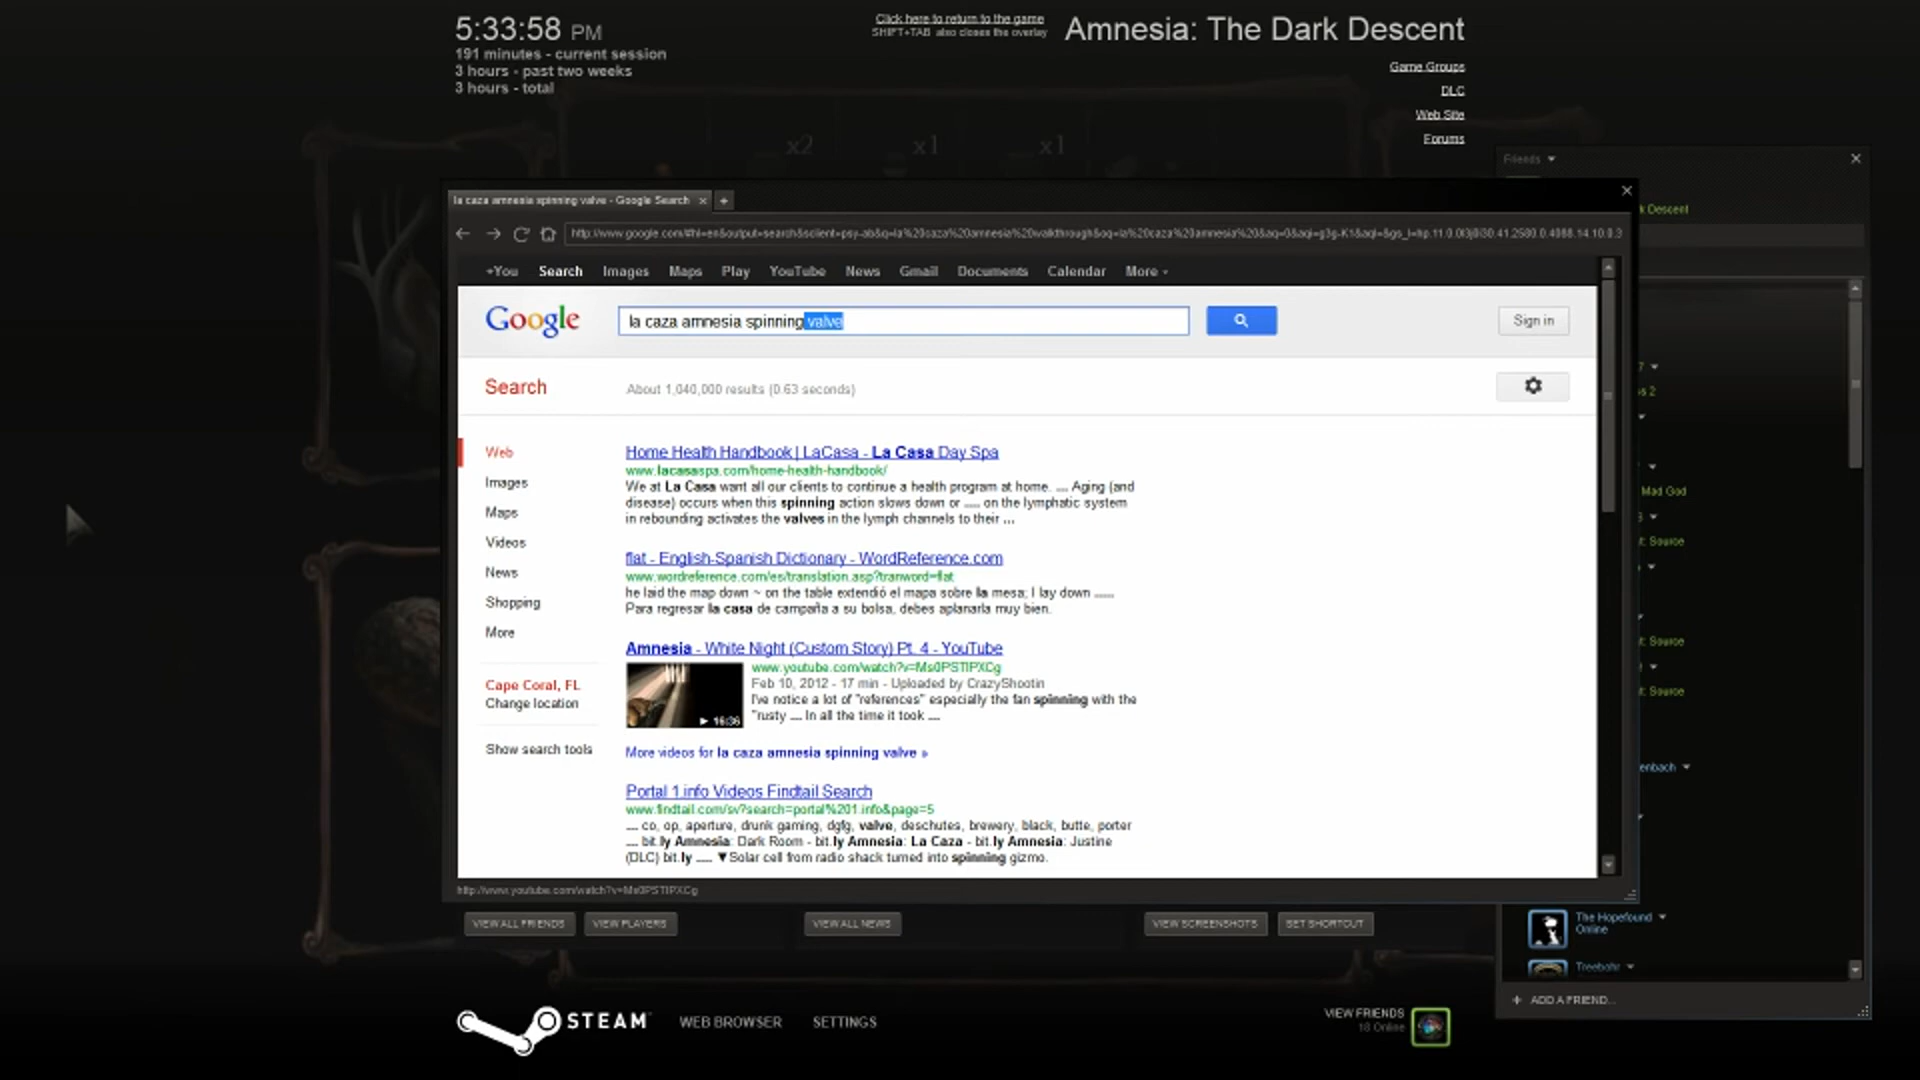 5:33:58 PM
191 minutes - current session
3 hours - past two weeks
3 hours - total
Click here to return to the game
SHIFT+TAB also closes the overlay
Amnesia: The Dark Descent
Game Groups
DLC
Web Site
Forums
x2 x1 x1
Friends
k Descent
la caza amnesia spinning valve - Google Search
+You Search Images Maps Play YouTube News Gmail Documents Calendar More
Google
la caza amnesia spinning valve
Sign in
Search
About 1,040,000 results (0.63 seconds)
Web
Images
Maps
Videos
News
Shopping
More
Cape Coral, FL
Change location
Show search tools
Home Health Handbook | LaCasa - La Casa Day Spa
www.lacasaspa.com/home-health-handbook/
We at La Casa want all our clients to continue a health program at home. ... Aging (and
disease) occurs when this spinning action slows down or ..... on the lymphatic system
in rebounding activates the valves in the lymph channels to their ...
flat - English-Spanish Dictionary - WordReference.com
www.wordreference.com/es/translation.asp?tranword=flat
he laid the map down ~ on the table extendió el mapa sobre la mesa; I lay down ......
Para regresar la casa de campaña a su bolsa, debes aplanarla muy bien.
Amnesia - White Night (Custom Story) Pt. 4 - YouTube
www.youtube.com/watch?v=Ms0PSTIPXCg
Feb 10, 2012 - 17 min - Uploaded by CrazyShootin
I've notice a lot of "references" especially the fan spinning with the
"rusty .... In all the time it took ....
16:36
More videos for la caza amnesia spinning valve »
Portal 1 info Videos Findtail Search
www.findtail.com/sv?search=portal%201.info&page=5
.... co, op, aperture, drunk gaming, dgfg, valve, deschutes, brewery, black, butte, porter
.... bit.ly Amnesia: Dark Room - bit.ly Amnesia: La Caza - bit.ly Amnesia: Justine
(DLC) bit.ly ..... ▼Solar cell from radio shack turned into spinning gizmo.
http://www.youtube.com/watch?v=Ms0PSTIPXCg
Mad God
: Source
: Source
: Source
enbach
VIEW ALL FRIENDS
VIEW PLAYERS
VIEW ALL NEWS
VIEW SCREENSHOTS
SET SHORTCUT
The Hopefound
Online
Treebohr
+ ADD A FRIEND...
STEAM
WEB BROWSER
SETTINGS
VIEW FRIENDS
18 Online